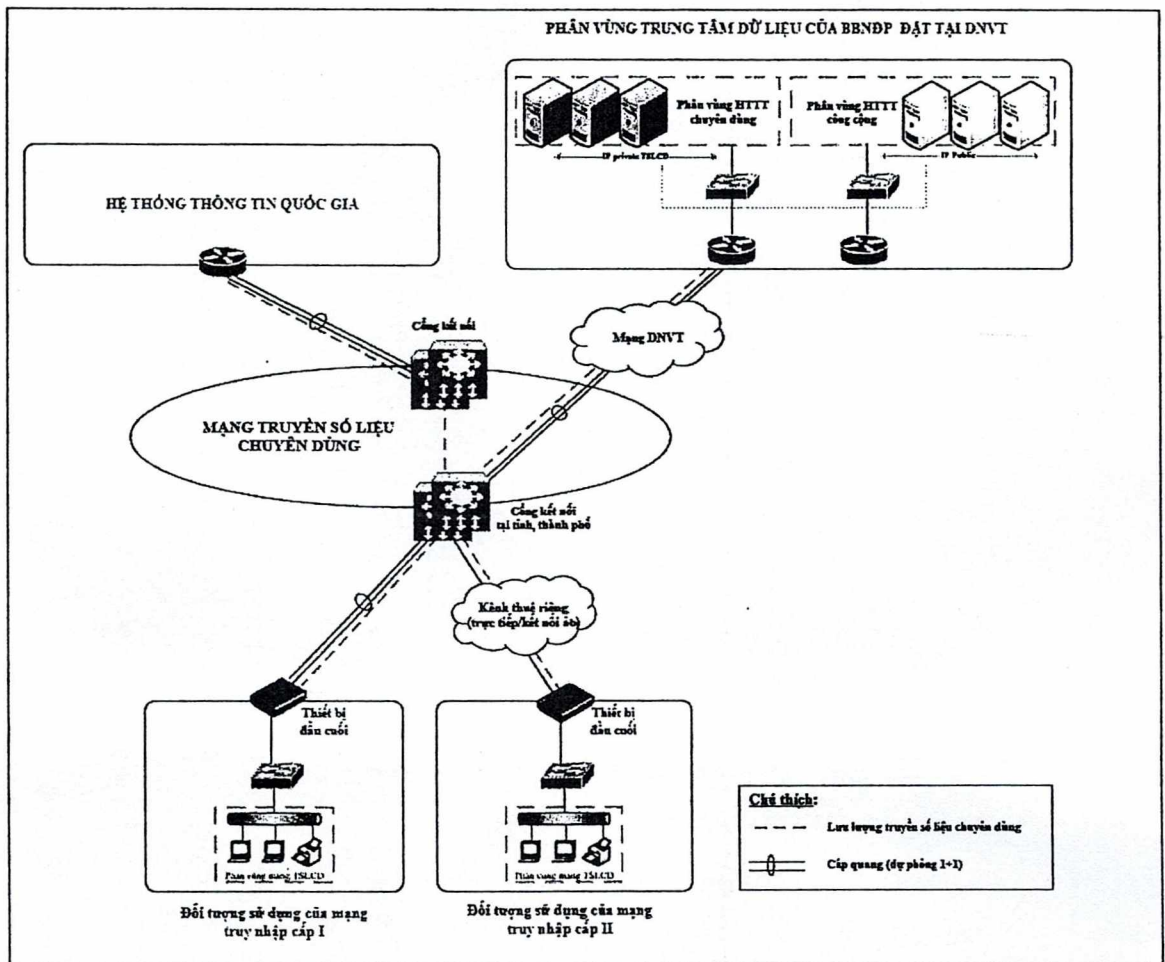 PHÂN VÙNG TRUNG TÂM DỮ LIỆU CỦA BBNĐP ĐẶT TẠI DNVT
Phân vùng HTTT
chuyên dùng
Phân vùng HTTT
công cộng
IP private TSLCD
IP Public
HỆ THỐNG THÔNG TIN QUỐC GIA
Cổng kết nối
Mạng DNVT
MẠNG TRUYỀN SỐ LIỆU
CHUYÊN DÙNG
Cổng kết nối
tại tỉnh, thành phố
Kênh thuê riêng
(trực tiếp/kết nối ảo)
Thiết bị
đầu cuối
Thiết bị
đầu cuối
Phân vùng mạng TSLCD
Phân vùng mạng TSLCD
Đối tượng sử dụng của mạng
truy nhập cấp I
Đối tượng sử dụng của mạng
truy nhập cấp II
Chú thích:
Lưu lượng truyền số liệu chuyên dùng
Cáp quang (dự phòng 1+1)